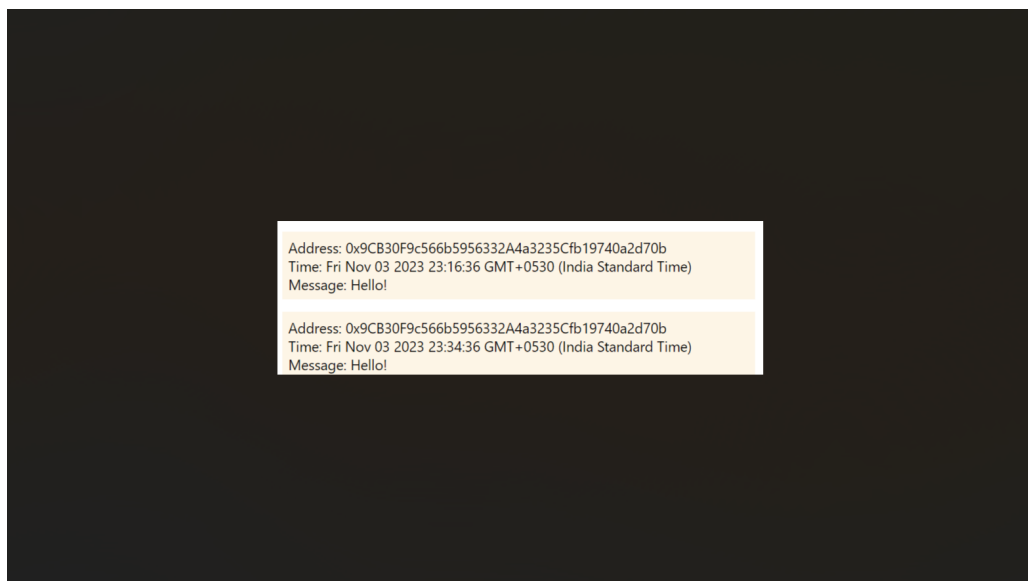 Address: 0x9CB30F9c566b5956332A4a3235Cfb19740a2d70b
Time: Fri Nov 03 2023 23:16:36 GMT+0530 (India Standard Time)
Message: Hello!
Address: 0x9CB30F9c566b5956332A4a3235Cfb19740a2d70b
Time: Fri Nov 03 2023 23:34:36 GMT+0530 (India Standard Time)
Message: Hello!